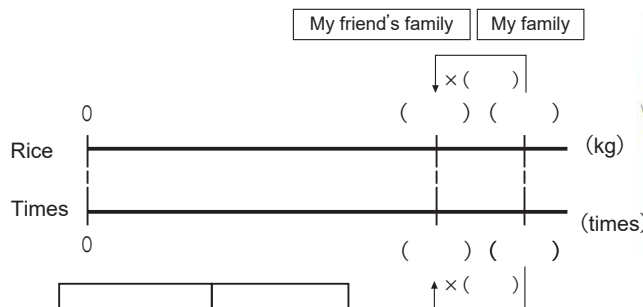 My friend's family My family
×( )
0 ( ) ( )
Rice (kg)
Times (times)
0 ( ) ( )
×( )